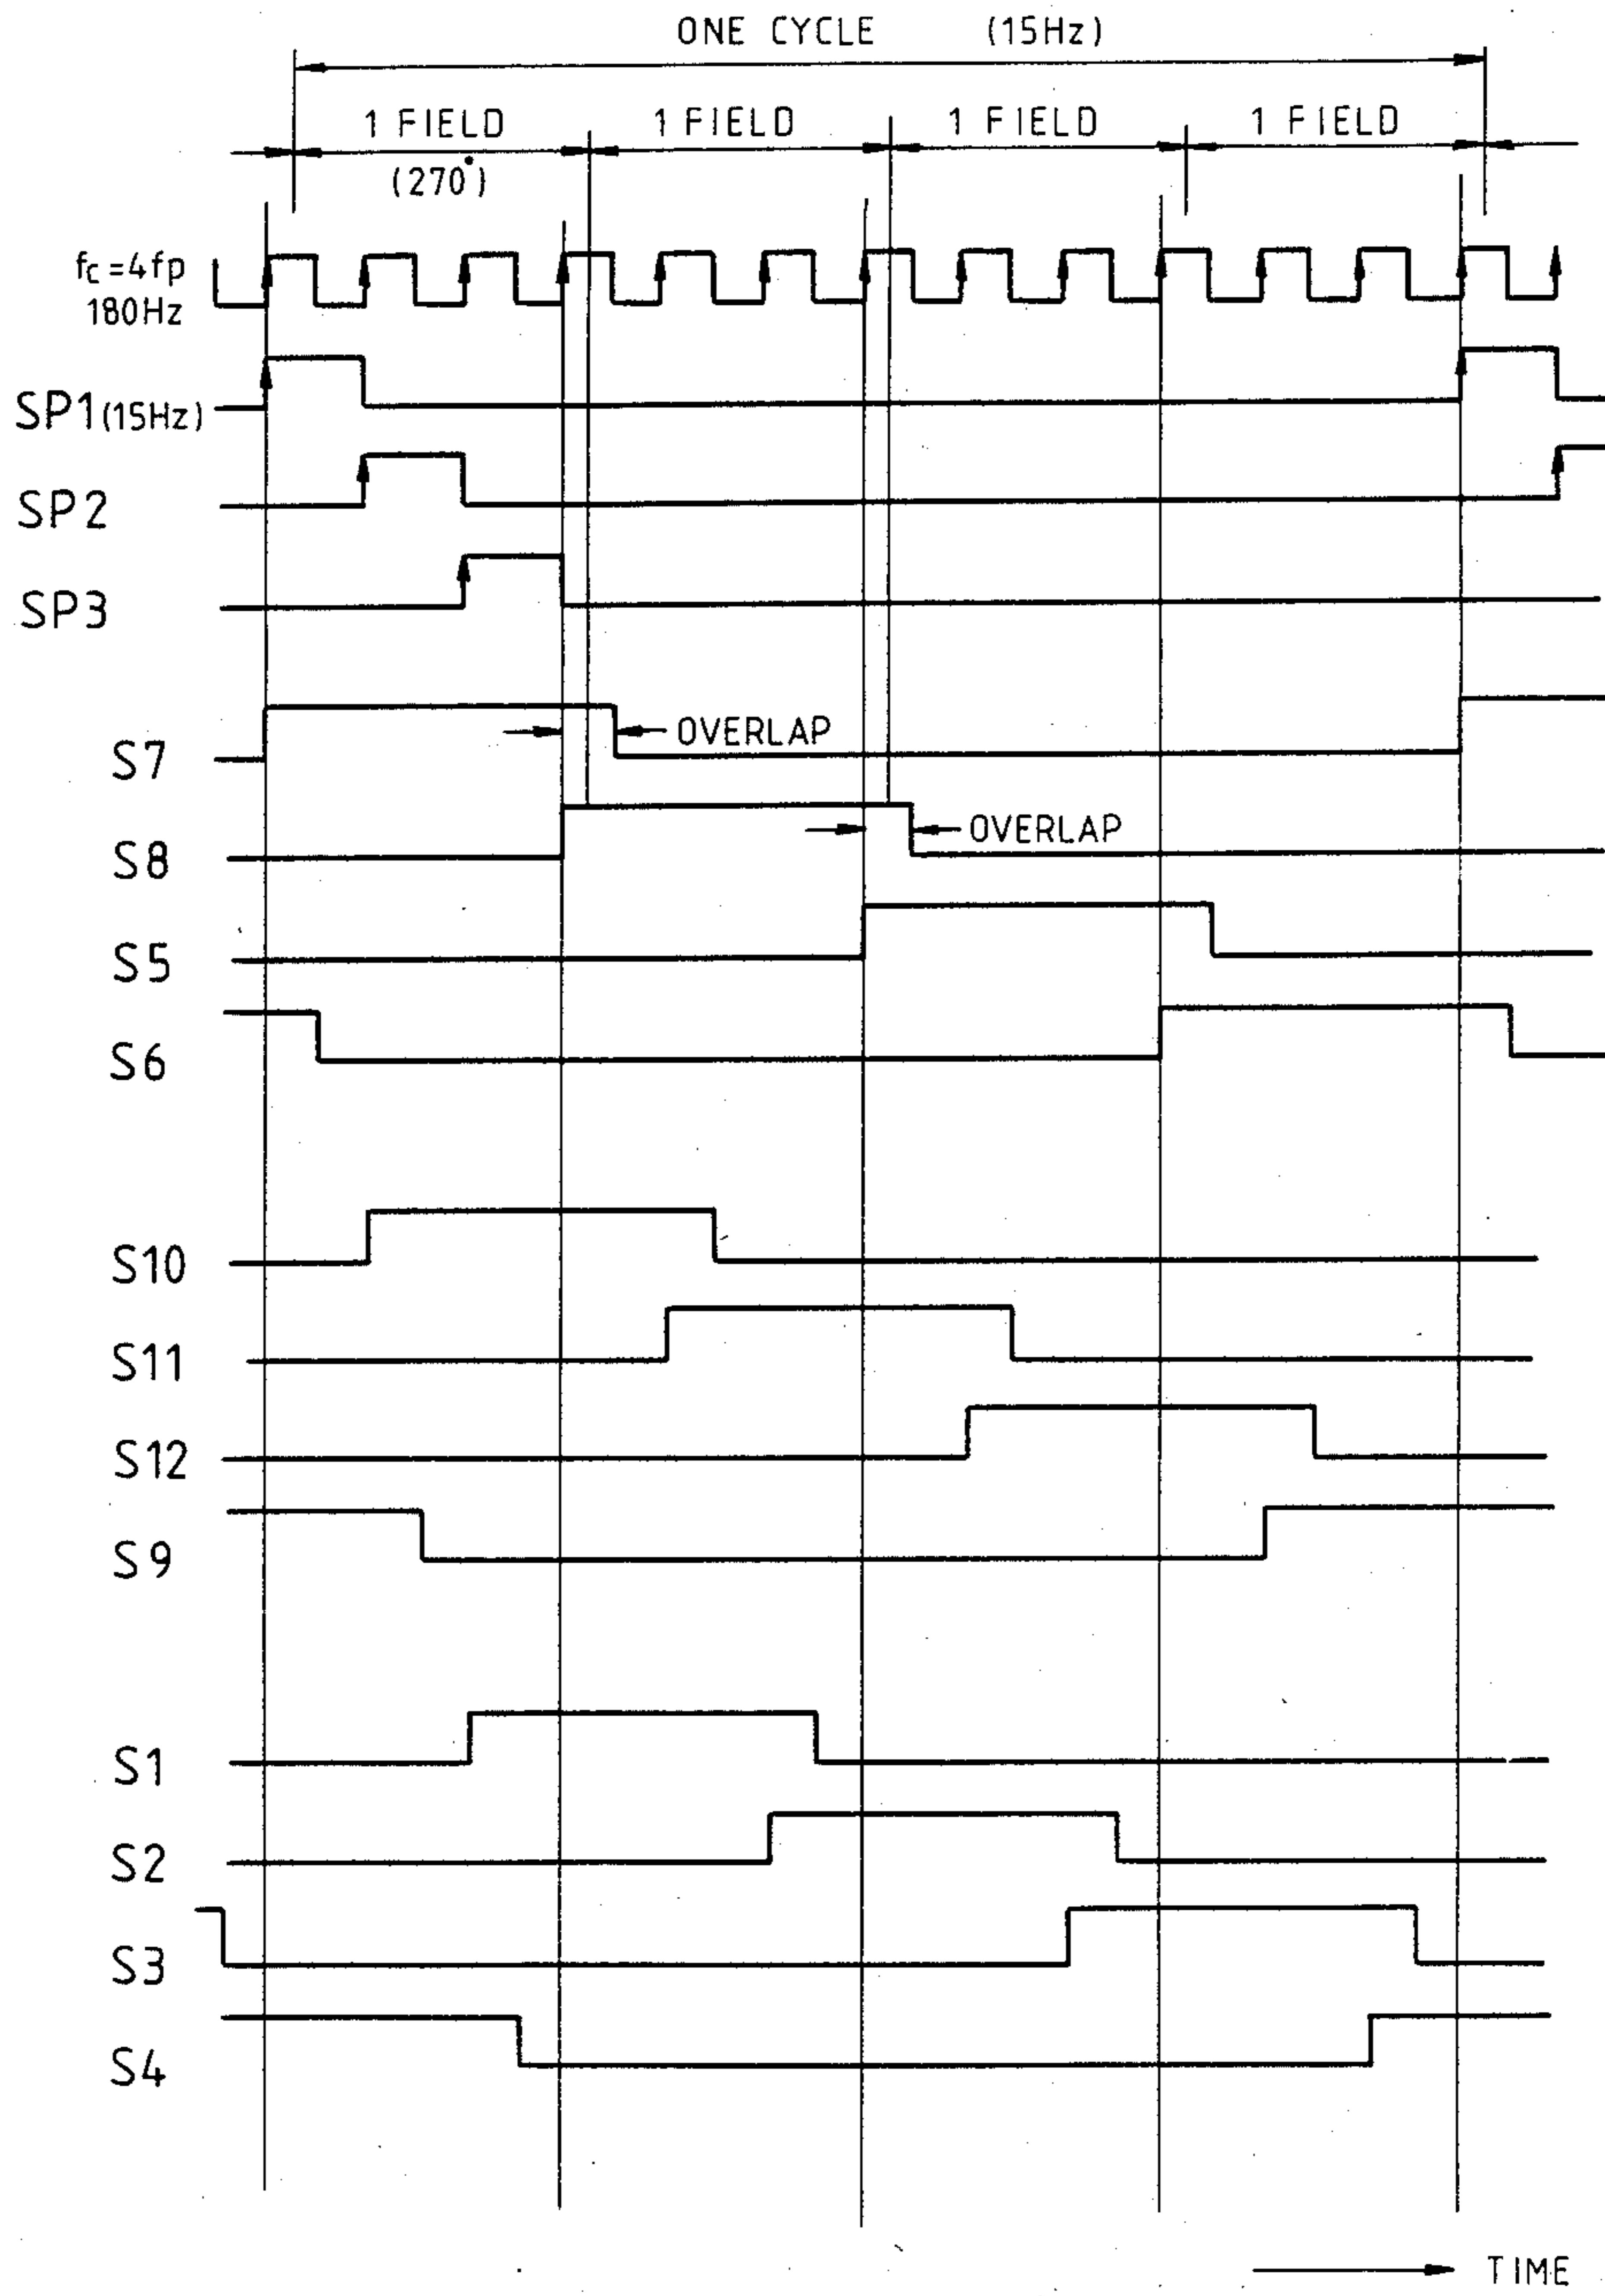 ONE CYCLE (15Hz)
1 FIELD 1 FIELD 1 FIELD 1 FIELD
(270°)
fc=4fp
180Hz
SP1(15Hz)
SP2
SP3
S7 OVERLAP
S8 OVERLAP
S5
S6
S10
S11
S12
S9
S1
S2
S3
S4
TIME